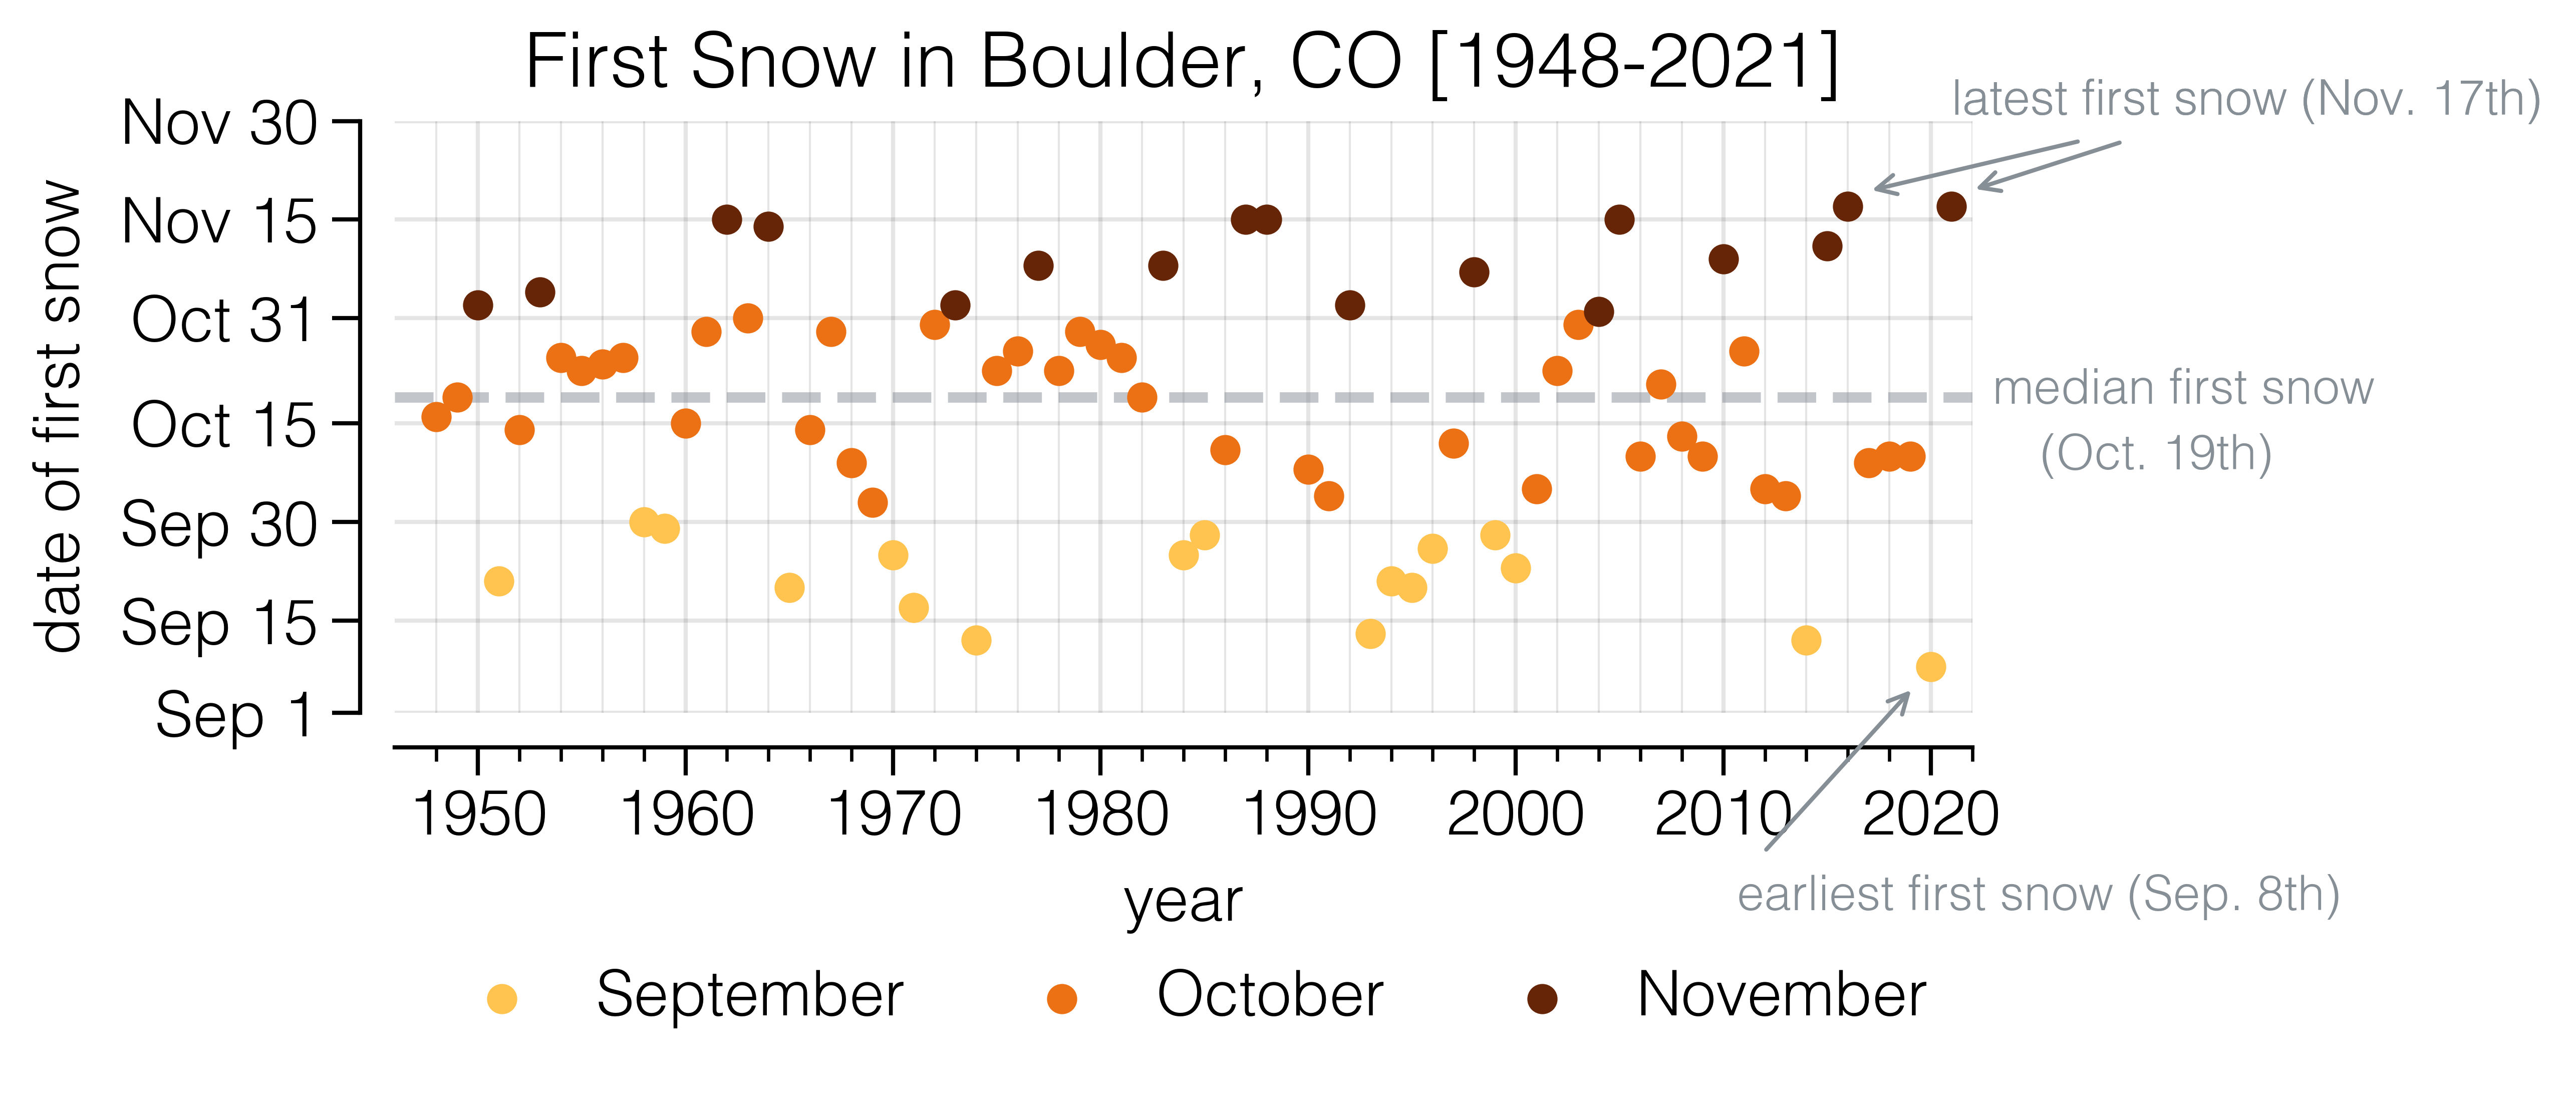 First Snow in Boulder, CO [1948-2021]
latest first snow (Nov. 17th)
date of first snow
Nov 30
Nov 15
Oct 31
Oct 15
Sep 30
Sep 15
Sep 1
median first snow
(Oct. 19th)
1950 1960 1970 1980 1990 2000 2010 2020
year
earliest first snow (Sep. 8th)
September October November